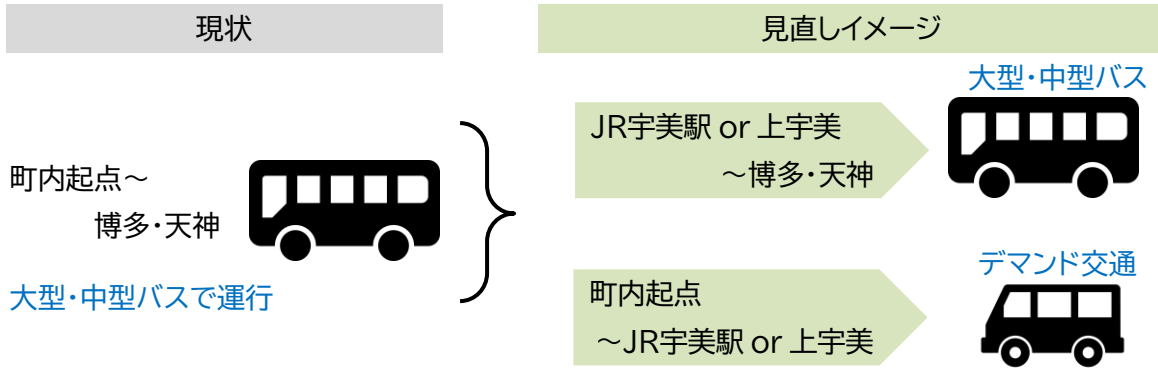 現状
町内起点～
博多・天神
大型・中型バスで運行
見直しイメージ
大型・中型バス
JR宇美駅 or 上宇美
～博多・天神
デマンド交通
町内起点
～JR宇美駅 or 上宇美